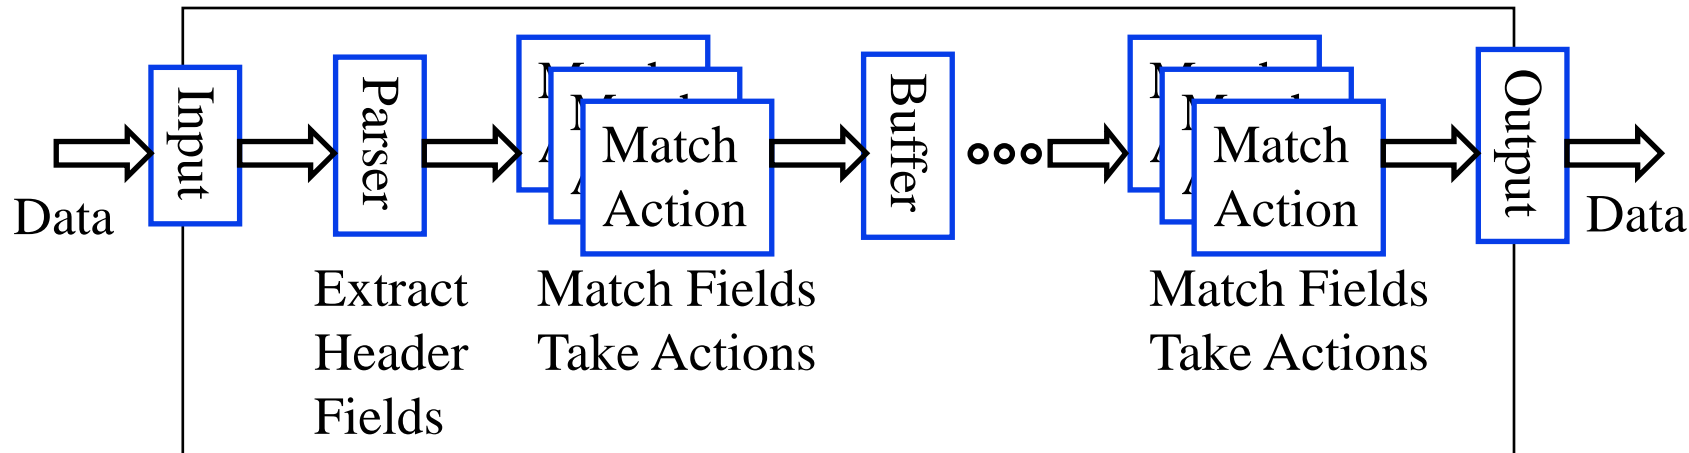 Input
Parser
Match
Action
Buffer
Match
Action
Output
Data
Data
Extract
Header
Fields
Match Fields
Take Actions
Match Fields
Take Actions